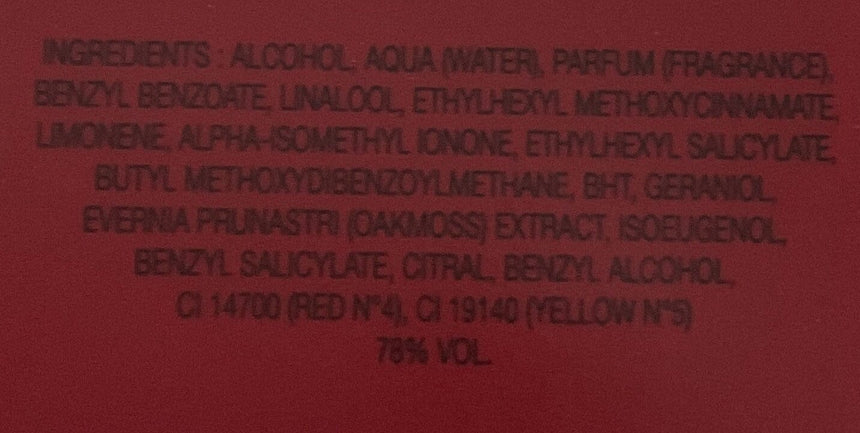 INGREDIENTS : ALCOHOL, AQUA (WATER), PARFUM (FRAGRANCE),
BENZYL BENZOATE, LINALOOL, ETHYLHEXYL METHOXYCINNAMATE,
LIMONENE, ALPHA-ISOMETHYL IONONE, ETHYLHEXYL SALICYLATE,
BUTYL METHOXYDIBENZOYLMETHANE, BHT, GERANIOL,
EVERNIA PRUNASTRI (OAKMOSS) EXTRACT, ISOEUGENOL,
BENZYL SALICYLATE, CITRAL, BENZYL ALCOHOL,
CI 14700 (RED N°4), CI 19140 (YELLOW N°5)
78% VOL.